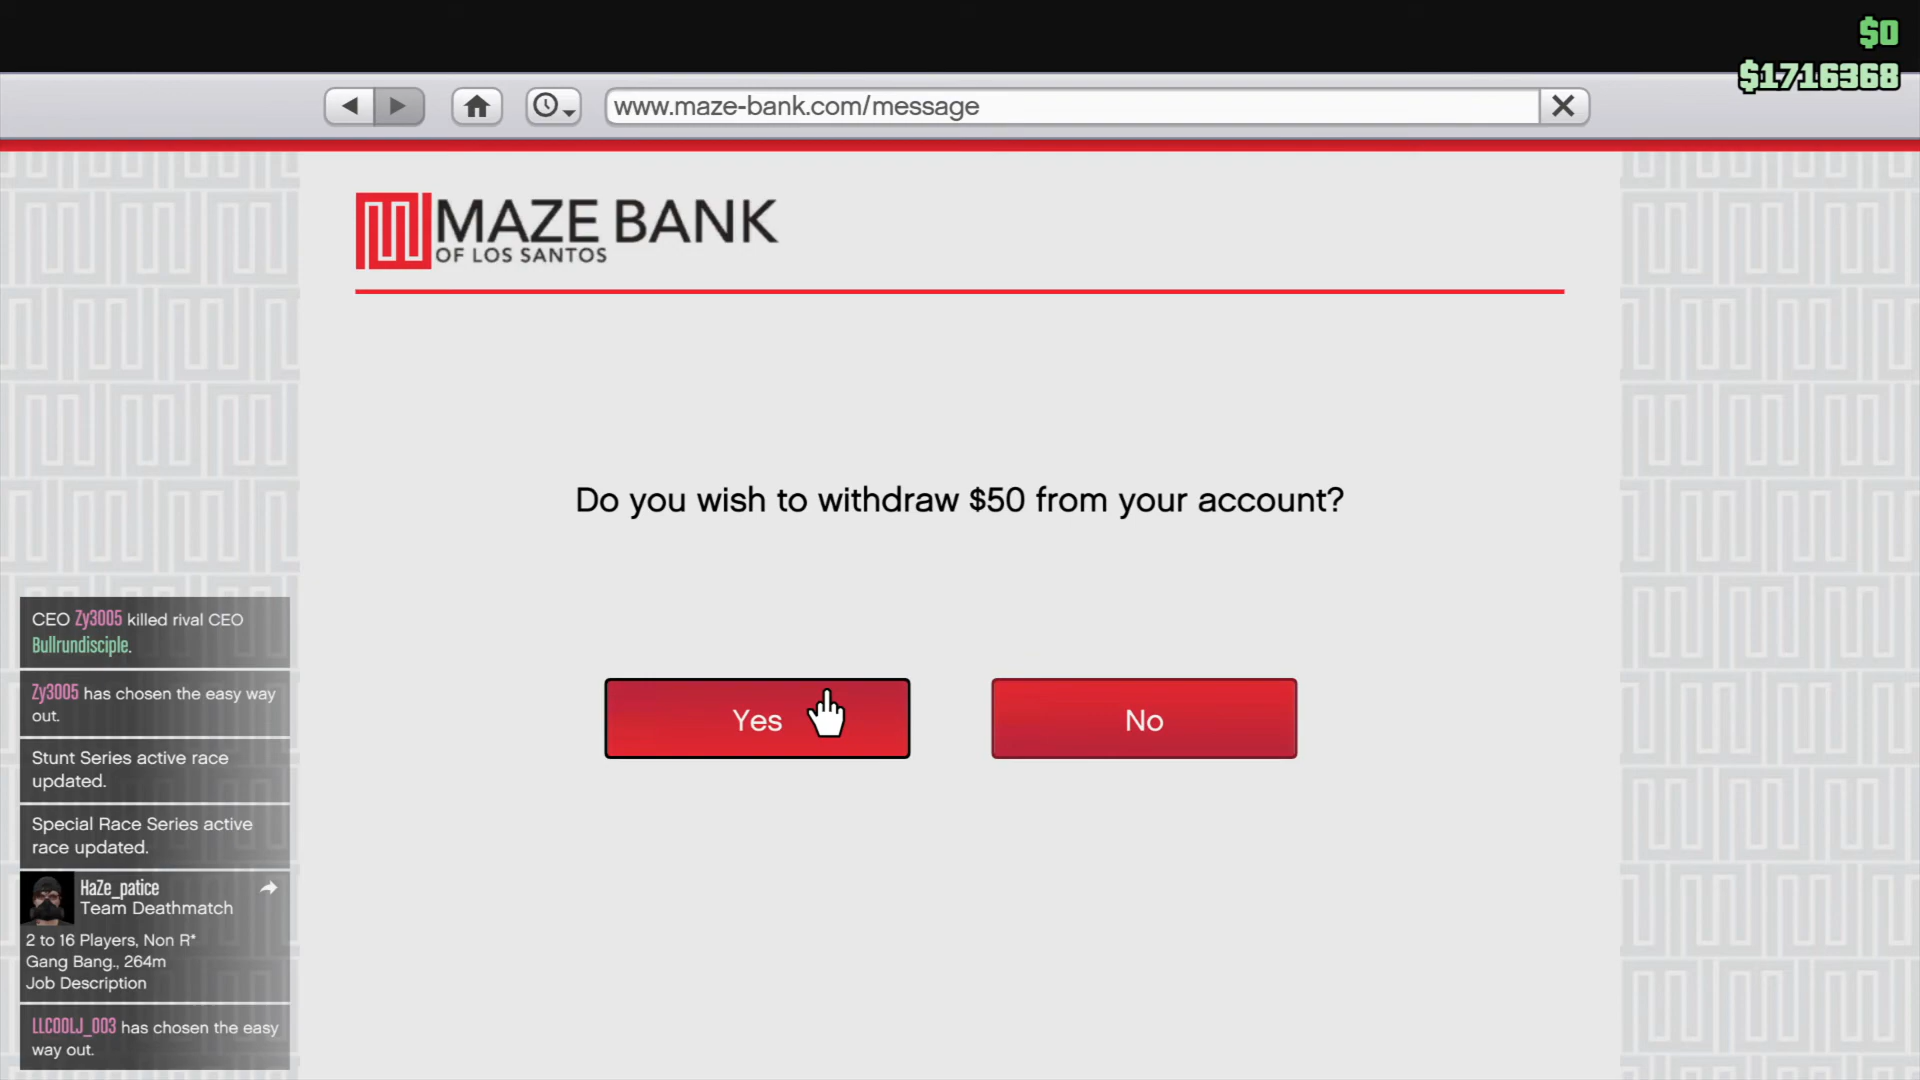 $0
$1716368
www.maze-bank.com/message
MAZE BANK
OF LOS SANTOS
Do you wish to withdraw $50 from your account?
Yes
No
CEO Zy3005 killed rival CEO
Bullrundisciple.
Zy3005 has chosen the easy way
out.
Stunt Series active race
updated.
Special Race Series active
race updated.
HaZe_patice
Team Deathmatch
2 to 16 Players, Non R*
Gang Bang., 264m
Job Description
LLCOOLJ_003 has chosen the easy
way out.